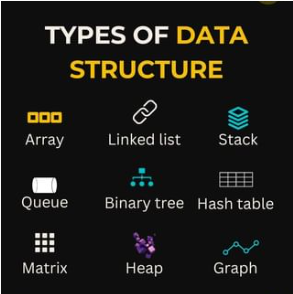 TYPES OF DATA
STRUCTURE
Array
Linked list
Stack
Queue
Binary tree
Hash table
Matrix
Heap
Graph